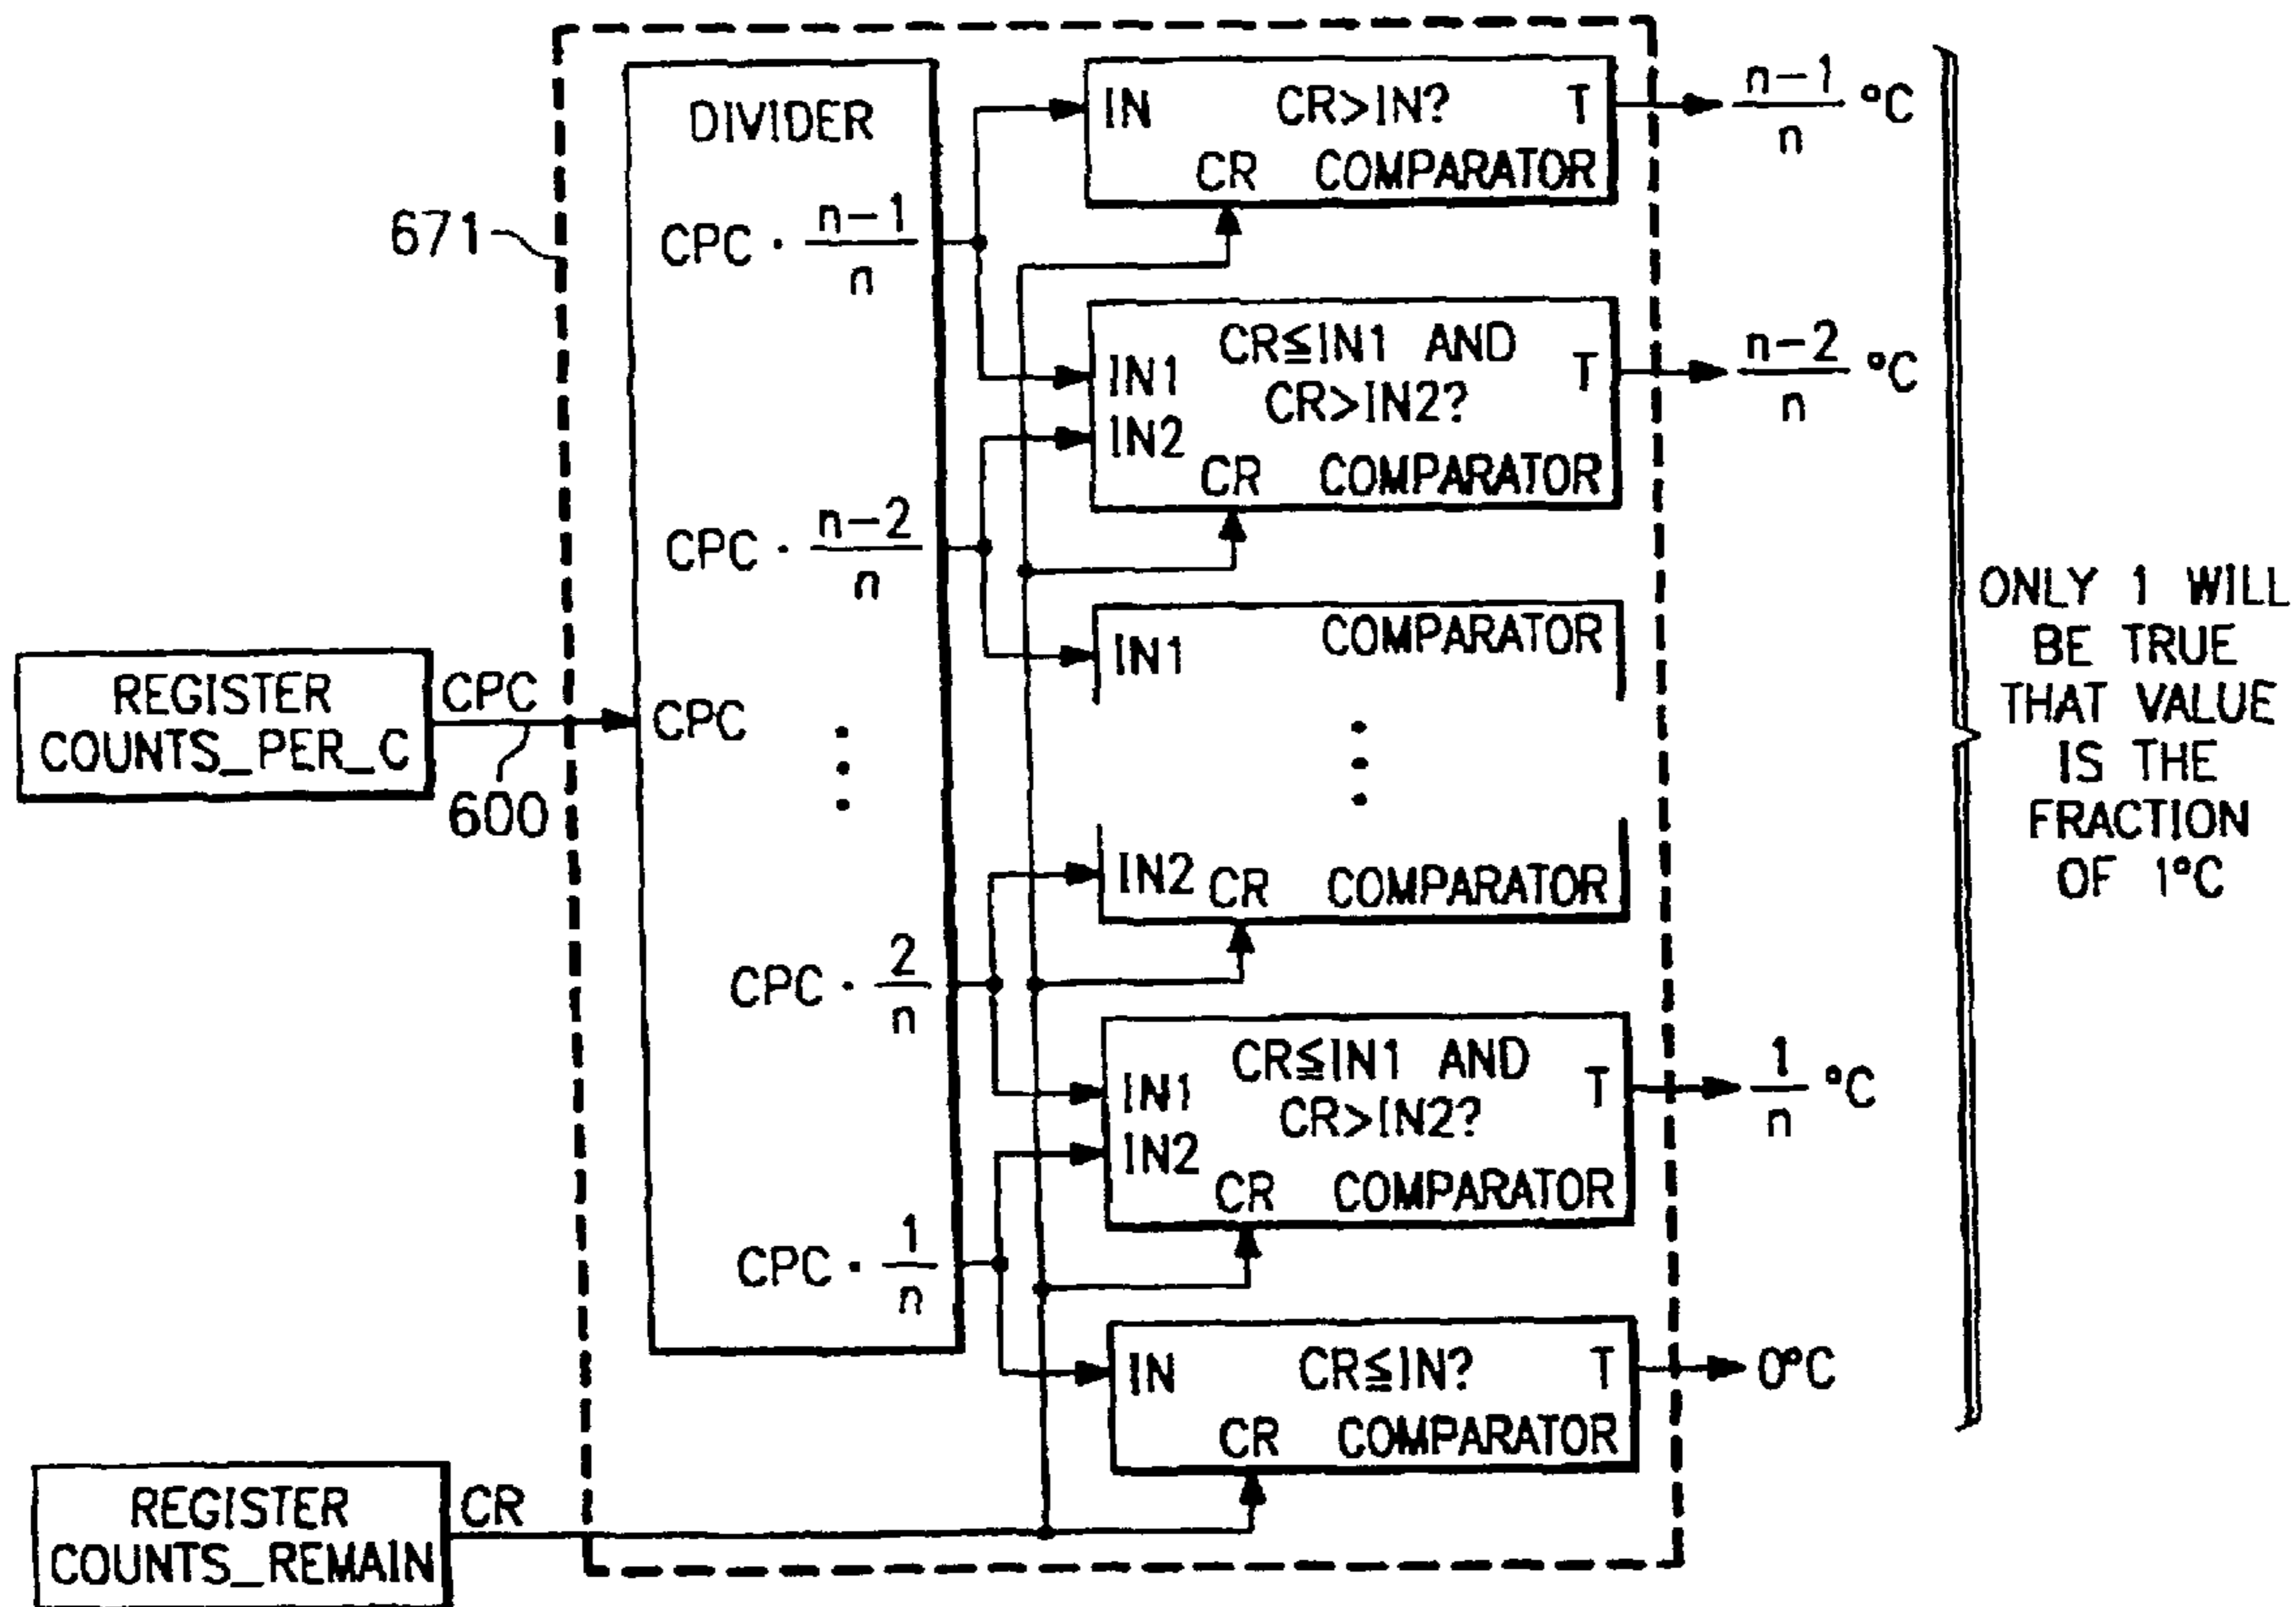 671
DIVIDER
CPC · n-1/n
CPC · n-2/n
CPC
CPC · 2/n
CPC · 1/n
REGISTER
COUNTS_PER_C
CPC
600
REGISTER
COUNTS_REMAIN
CR
IN CR>IN? T
CR COMPARATOR
n-1/n °C
CR≦IN1 AND
IN1 T
CR>IN2?
IN2
CR COMPARATOR
n-2/n °C
COMPARATOR
IN1
IN2 CR COMPARATOR
CR≦IN1 AND
IN1 T
CR>IN2?
IN2
CR COMPARATOR
1/n °C
IN CR≦IN? T
CR COMPARATOR
0°C
ONLY 1 WILL
BE TRUE
THAT VALUE
IS THE
FRACTION
OF 1°C